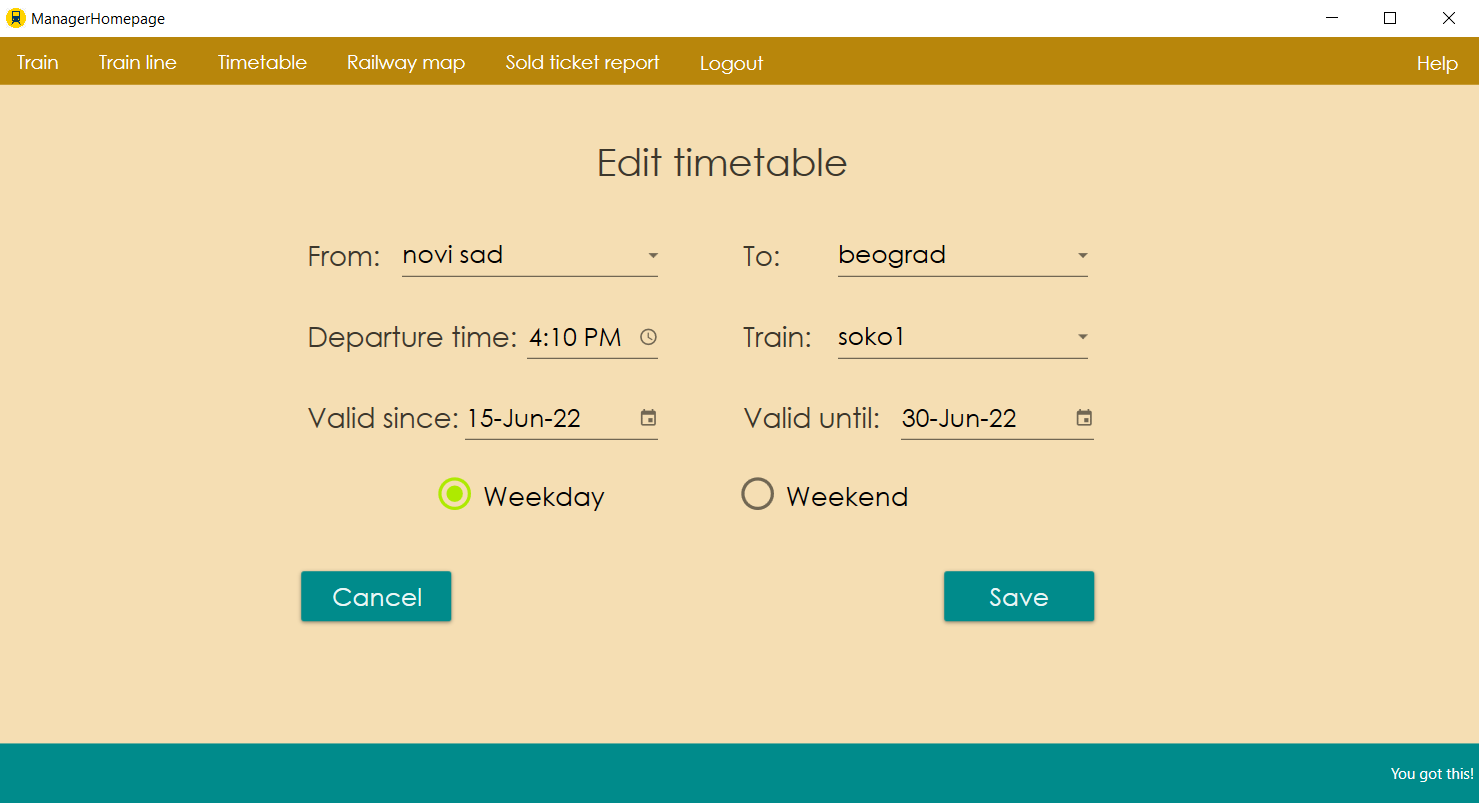 ManagerHomepage
Train Train line Timetable Railway map Sold ticket report Logout Help
Edit timetable
From: novi sad To: beograd
Departure time: 4:10 PM Train: soko1
Valid since: 15-Jun-22 Valid until: 30-Jun-22
Weekday Weekend
Cancel Save
You got this!